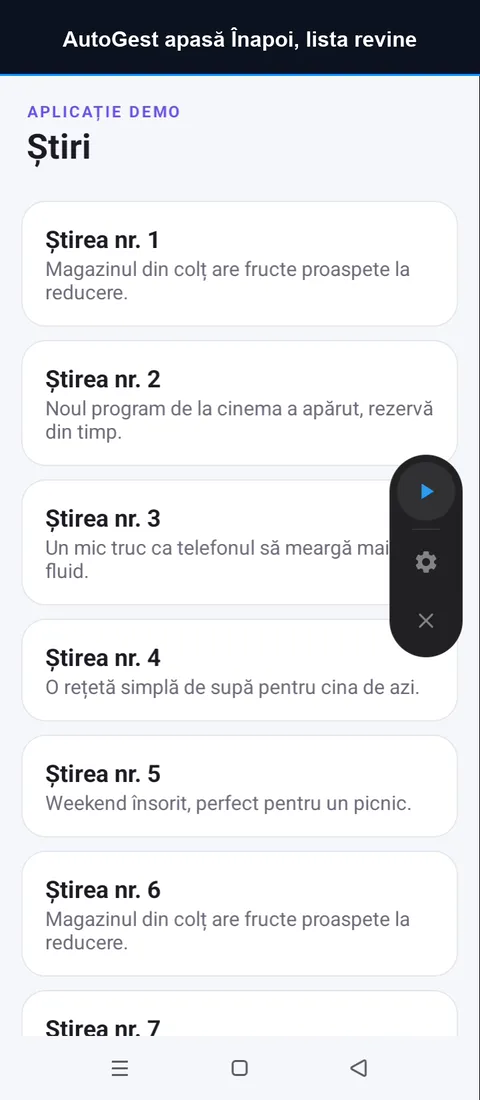 AutoGest apasă Înapoi, lista revine
APLICAȚIE DEMO
Știri
Știrea nr. 1
Magazinul din colț are fructe proaspete la
reducere.
Știrea nr. 2
Noul program de la cinema a apărut, rezervă
din timp.
Știrea nr. 3
Un mic truc ca telefonul să meargă mai
fluid.
Știrea nr. 4
O rețetă simplă de supă pentru cina de azi.
Știrea nr. 5
Weekend însorit, perfect pentru un picnic.
Știrea nr. 6
Magazinul din colț are fructe proaspete la
reducere.
Știrea nr. 7